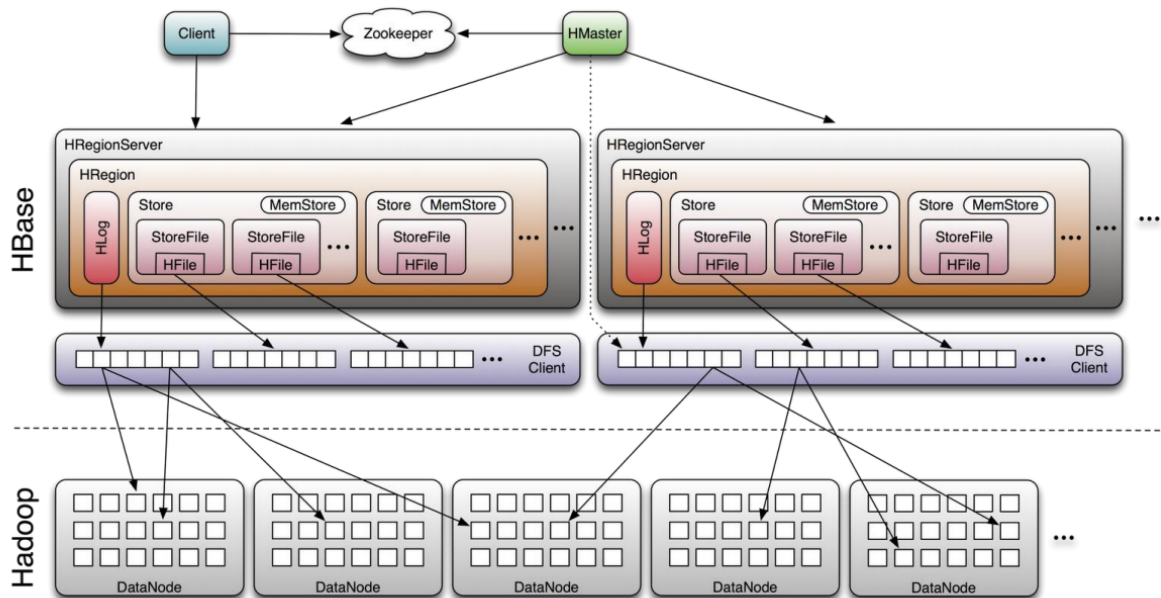 Client
Zookeeper
HMaster
HBase
HRegionServer
HRegion
HLog
Store
MemStore
StoreFile
HFile
StoreFile
HFile
...
Store
MemStore
StoreFile
HFile
...
...
HRegionServer
HRegion
HLog
Store
MemStore
StoreFile
HFile
StoreFile
HFile
...
Store
MemStore
StoreFile
HFile
...
...
...
...
DFS
Client
...
DFS
Client
Hadoop
DataNode
DataNode
DataNode
DataNode
DataNode
...